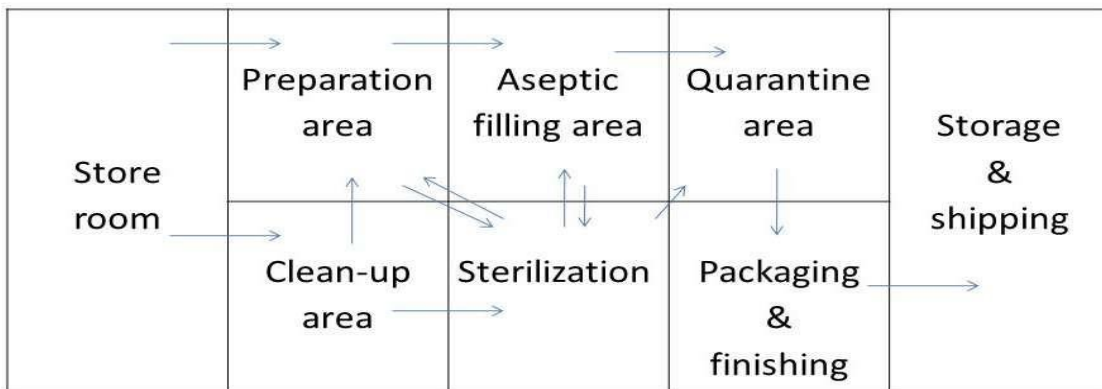 Store
room
Preparation
area
Aseptic
filling area
Quarantine
area
Clean-up
area
Sterilization
Packaging
&
finishing
Storage
&
shipping